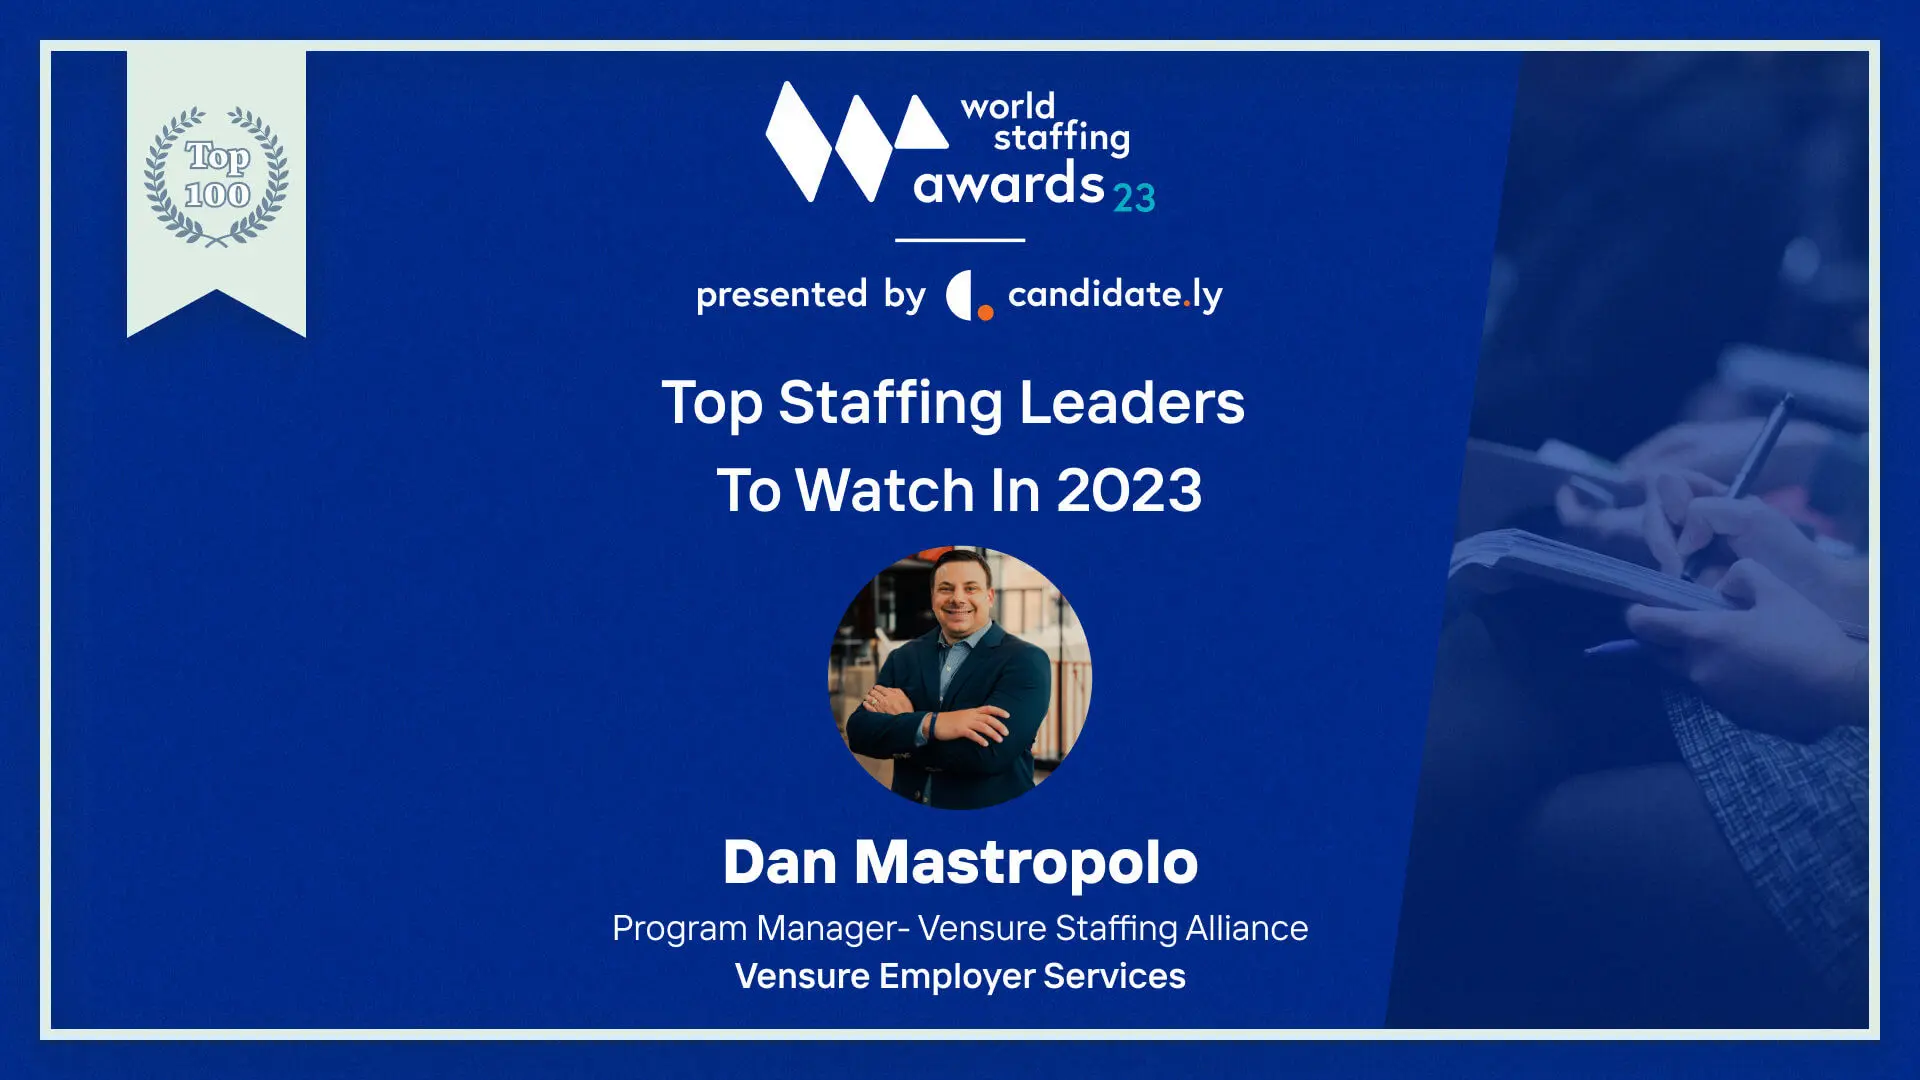 Top
100
world
staffing
awards 23
presented by candidate.ly
Top Staffing Leaders
To Watch In 2023
Dan Mastropolo
Program Manager- Vensure Staffing Alliance
Vensure Employer Services